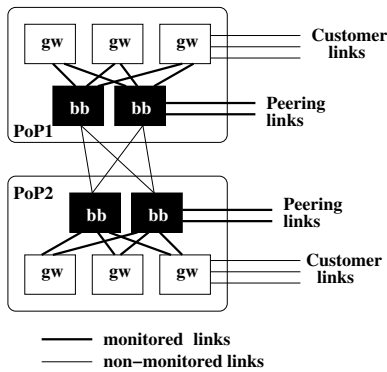 gw gw gw
Customer
links
bb bb
Peering
links
PoP1
PoP2
bb bb
Peering
links
gw gw gw
Customer
links
monitored links
non-monitored links